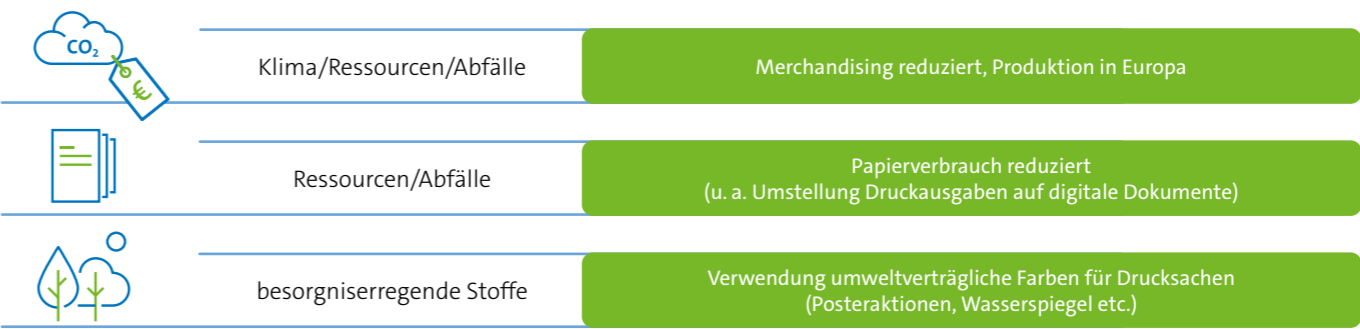 CO₂
€
Klima/Ressourcen/Abfälle
Merchandising reduziert, Produktion in Europa
Ressourcen/Abfälle
Papierverbrauch reduziert
(u. a. Umstellung Druckausgaben auf digitale Dokumente)
besorgniserregende Stoffe
Verwendung umweltverträgliche Farben für Drucksachen
(Posteraktionen, Wasserspiegel etc.)